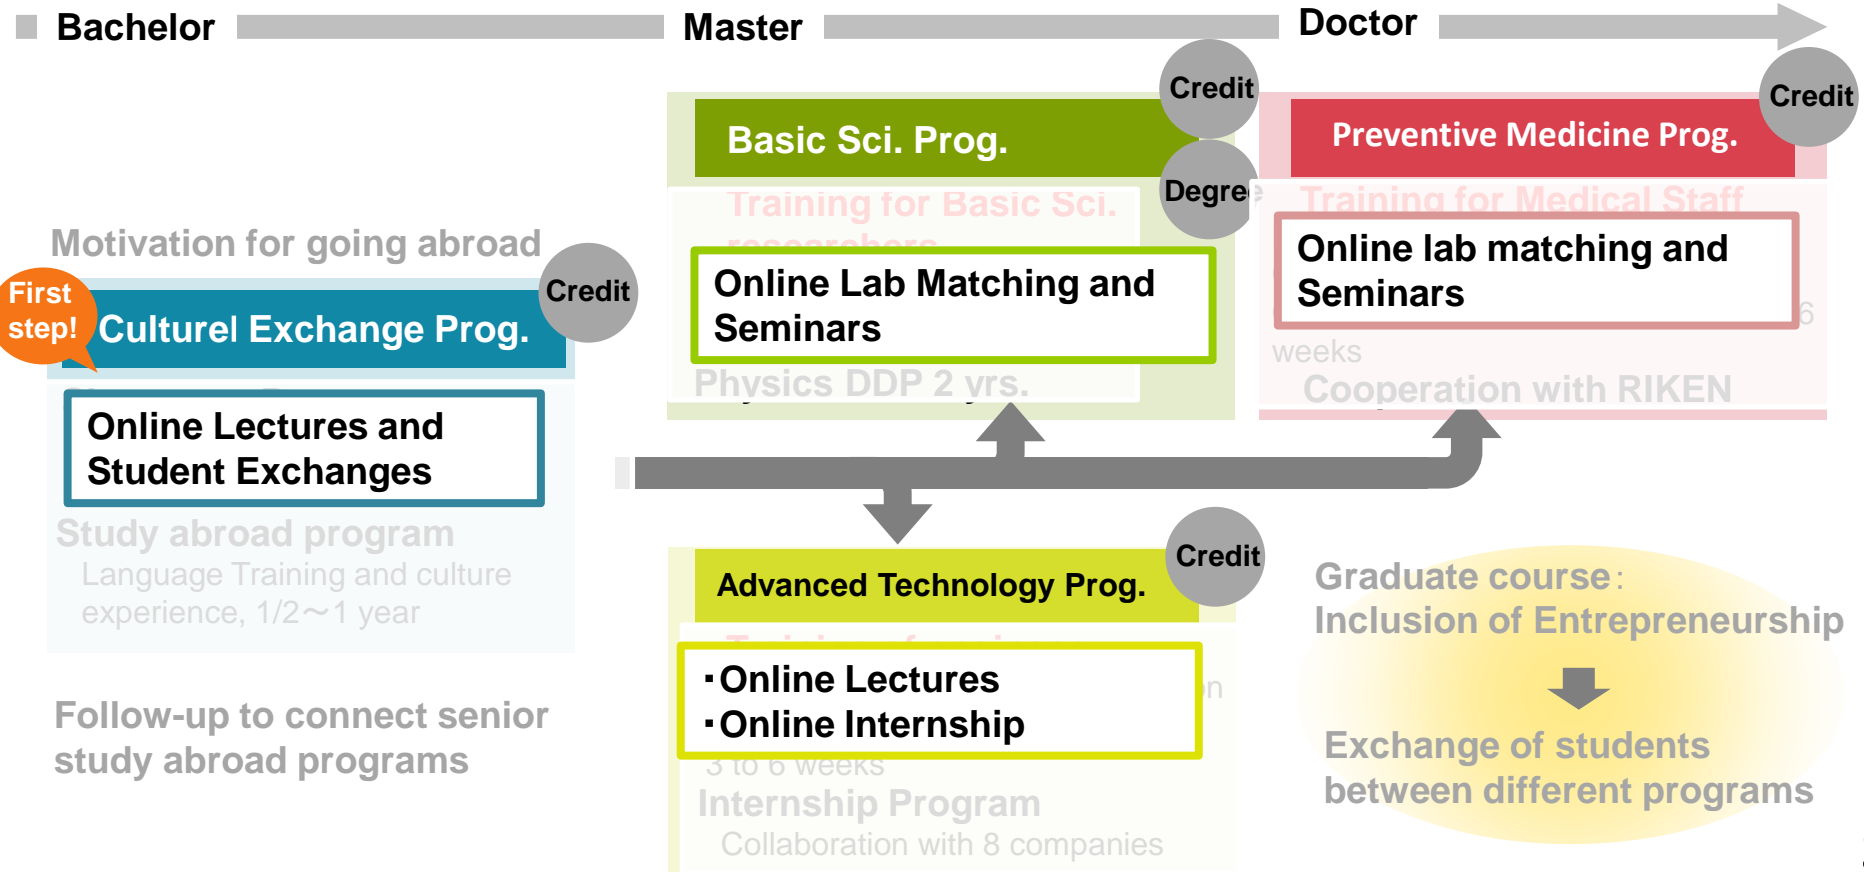 Bachelor
Master
Doctor
Motivation for going abroad
First
step!
Culturel Exchange Prog.
Credit
Online Lectures and
Student Exchanges
Study abroad program
Language Training and culture
experience, 1/2～1 year
Follow-up to connect senior
study abroad programs
Basic Sci. Prog.
Credit
Degree
Training for Basic Sci.
researchers
Online Lab Matching and
Seminars
Physics DDP 2 yrs.
Preventive Medicine Prog.
Credit
Training for Medical Staff
Online lab matching and
Seminars
6
weeks
Cooperation with RIKEN
Advanced Technology Prog.
Credit
・Online Lectures
・Online Internship
3 to 6 weeks
Internship Program
Collaboration with 8 companies
Graduate course：
Inclusion of Entrepreneurship
Exchange of students
between different programs